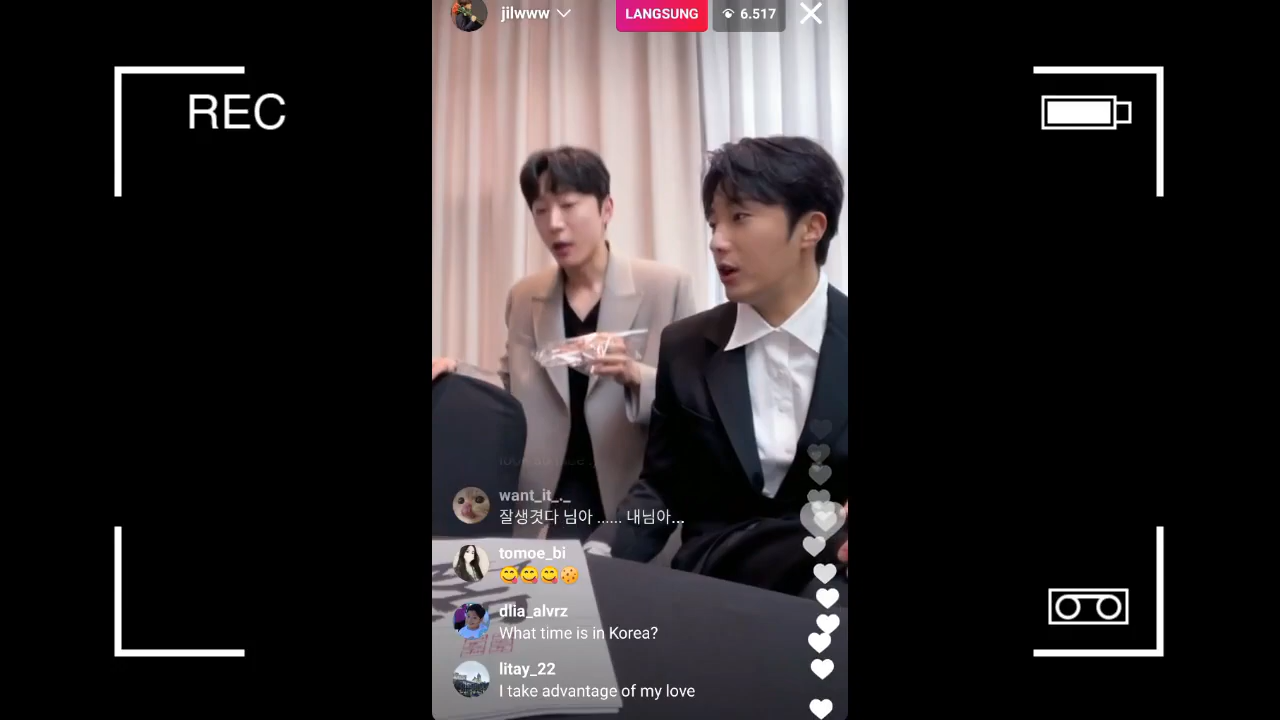 REC
jilwww
LANGSUNG
6.517
want_it_._
잘생겻다 님아 ...... 내님아...
tomoe_bi
😋😋😋🍪
dlia_alvrz
What time is in Korea?
litay_22
I take advantage of my love